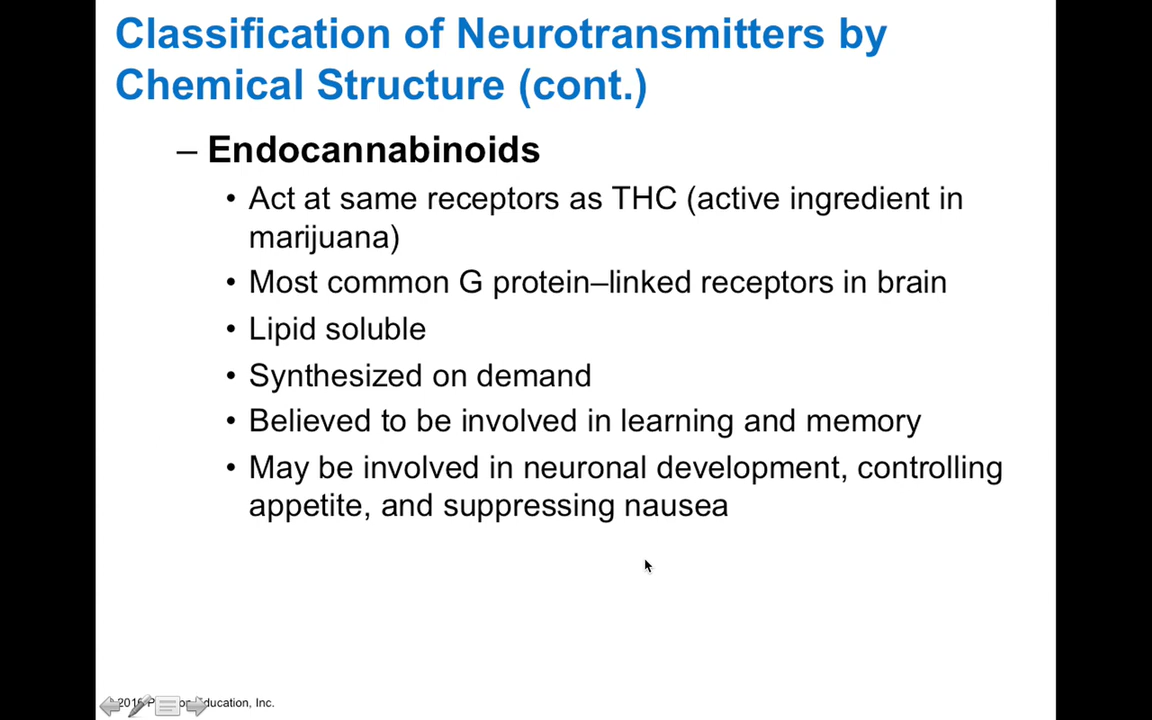 Classification of Neurotransmitters by
Chemical Structure (cont.)
– Endocannabinoids
• Act at same receptors as THC (active ingredient in
marijuana)
• Most common G protein–linked receptors in brain
• Lipid soluble
• Synthesized on demand
• Believed to be involved in learning and memory
• May be involved in neuronal development, controlling
appetite, and suppressing nausea
Inc.